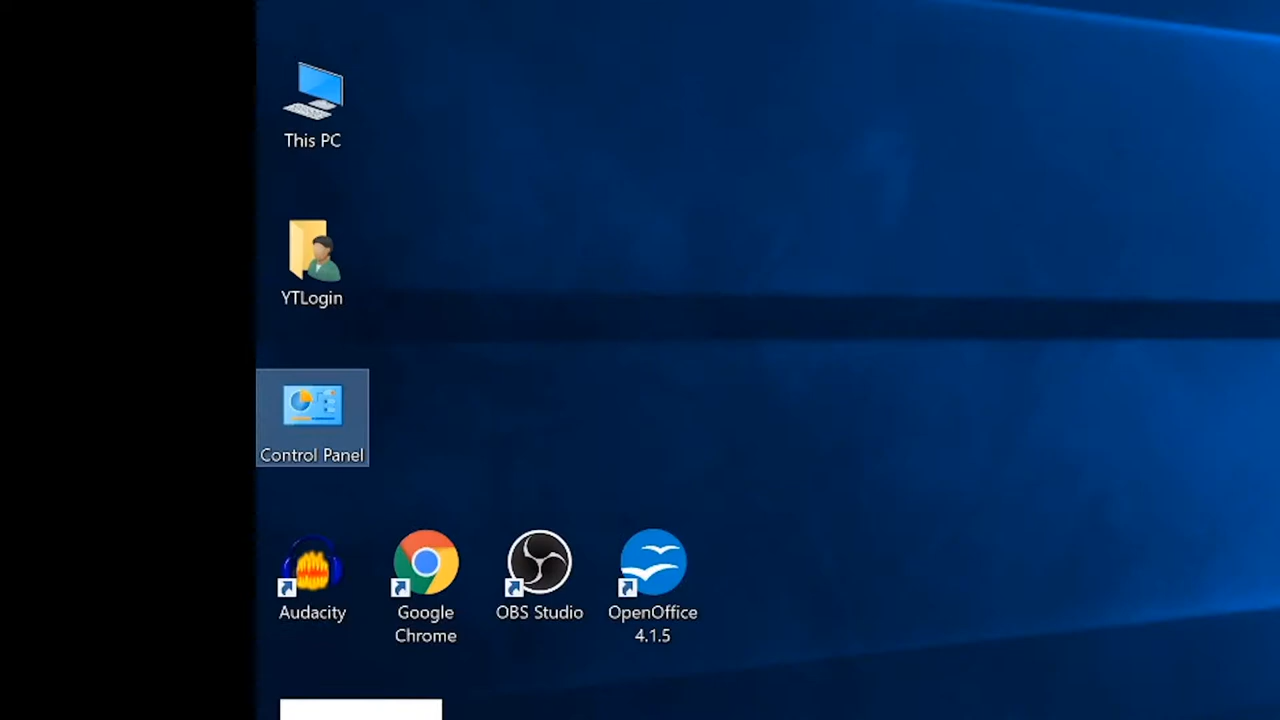 This PC
YTLogin
Control Panel
Audacity
Google
Chrome
OBS Studio
OpenOffice
4.1.5